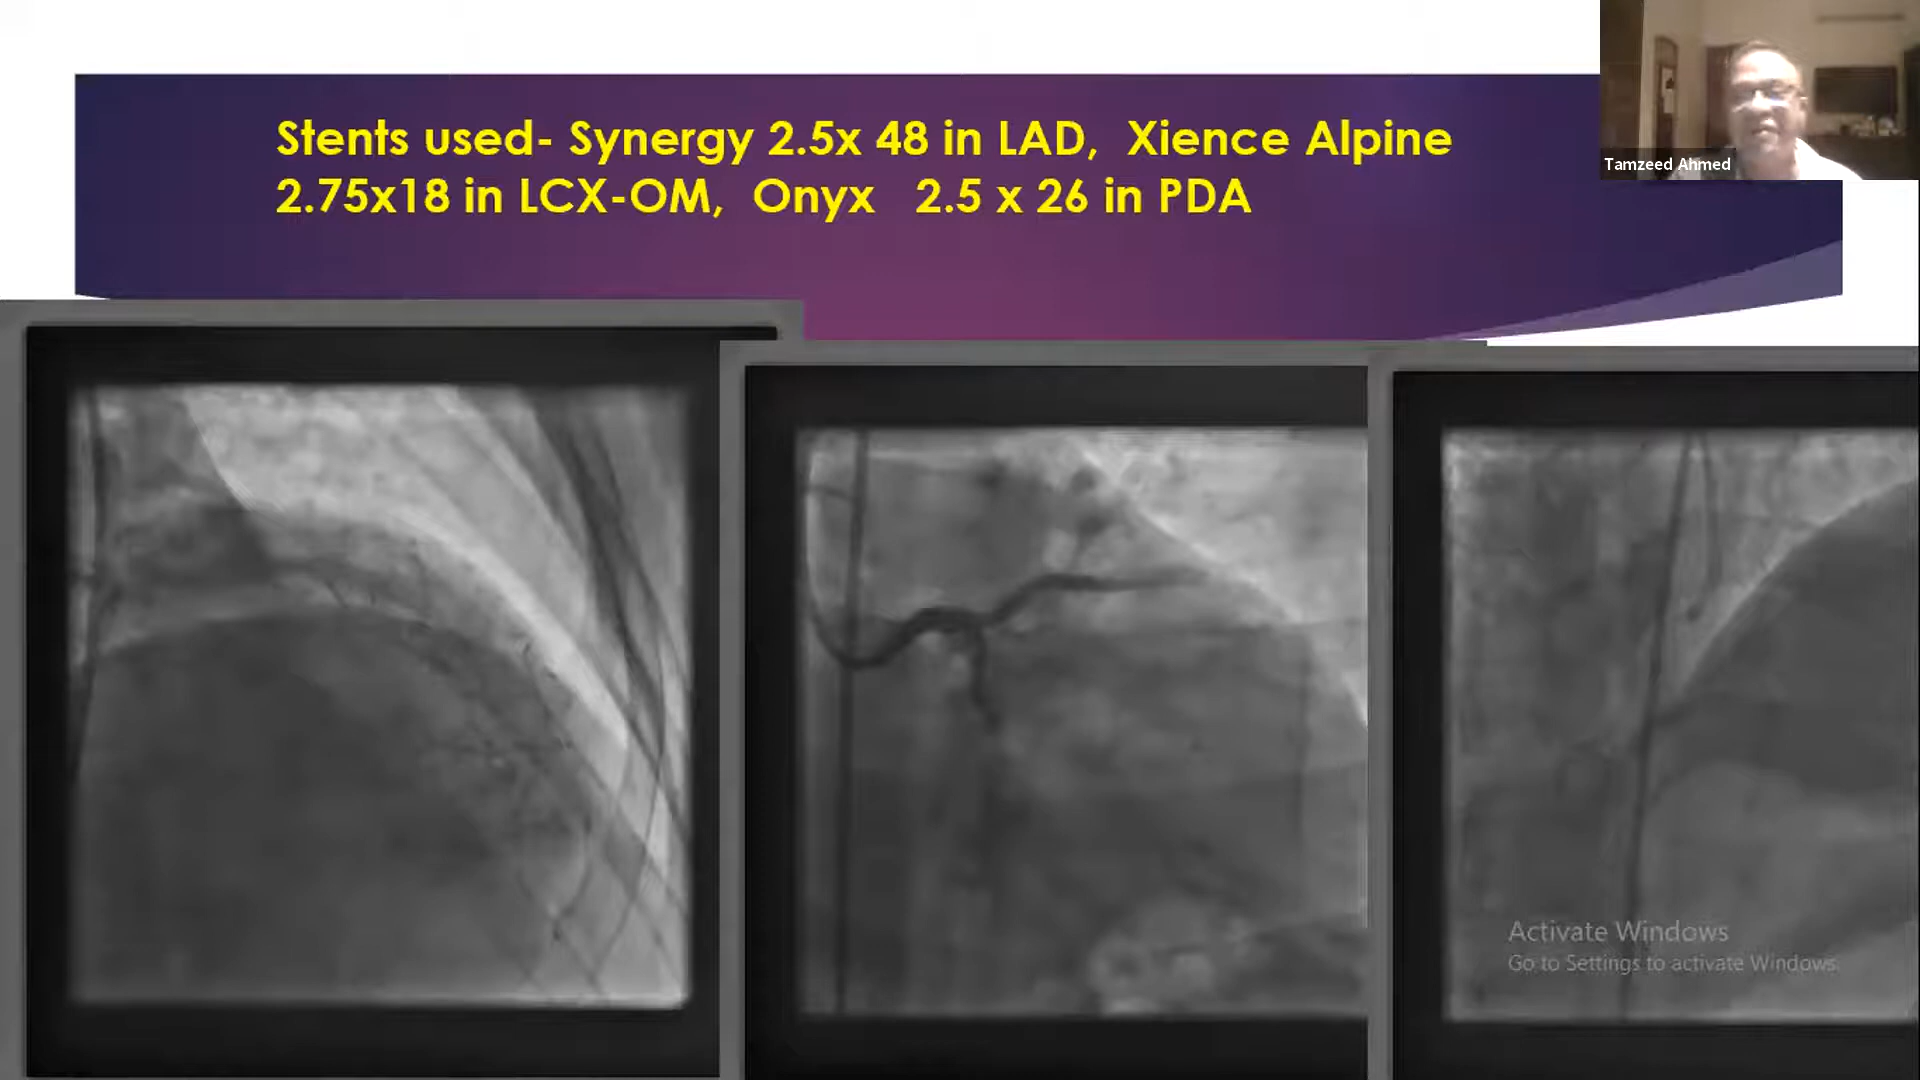 Stents used- Synergy 2.5x 48 in LAD, Xience Alpine
2.75x18 in LCX-OM, Onyx 2.5 x 26 in PDA
Tamzeed Ahmed
Activate Windows
Go to Settings to activate Windows.